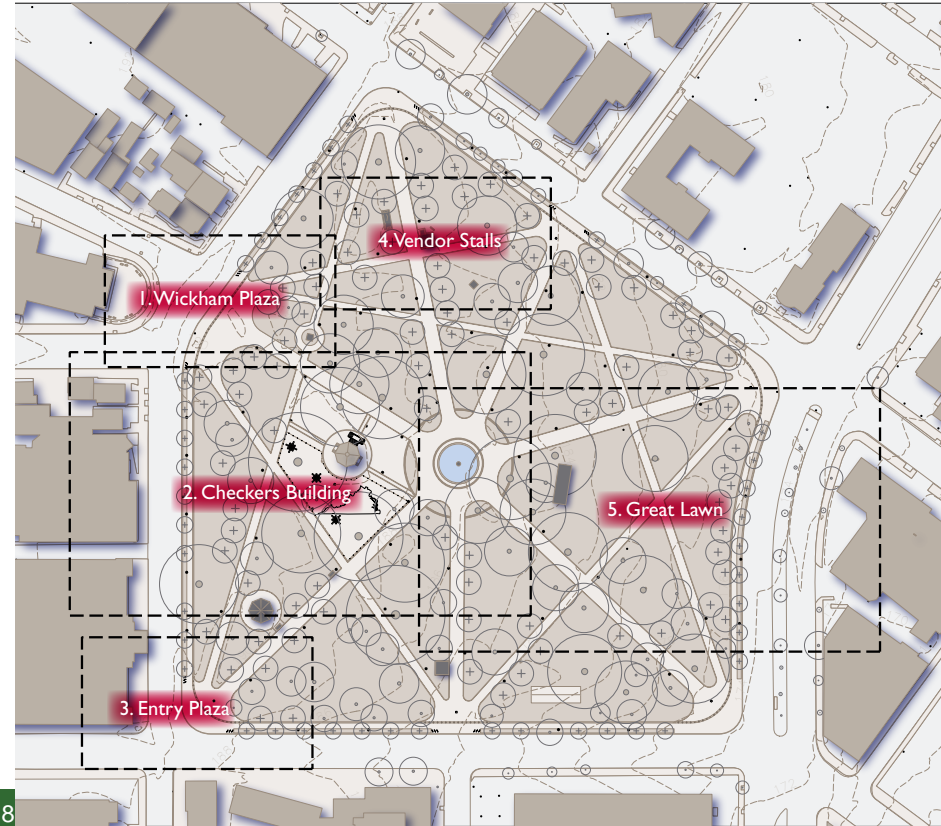 4. Vendor Stalls
1. Wickham Plaza
2. Checkers Building
5. Great Lawn
3. Entry Plaza
8